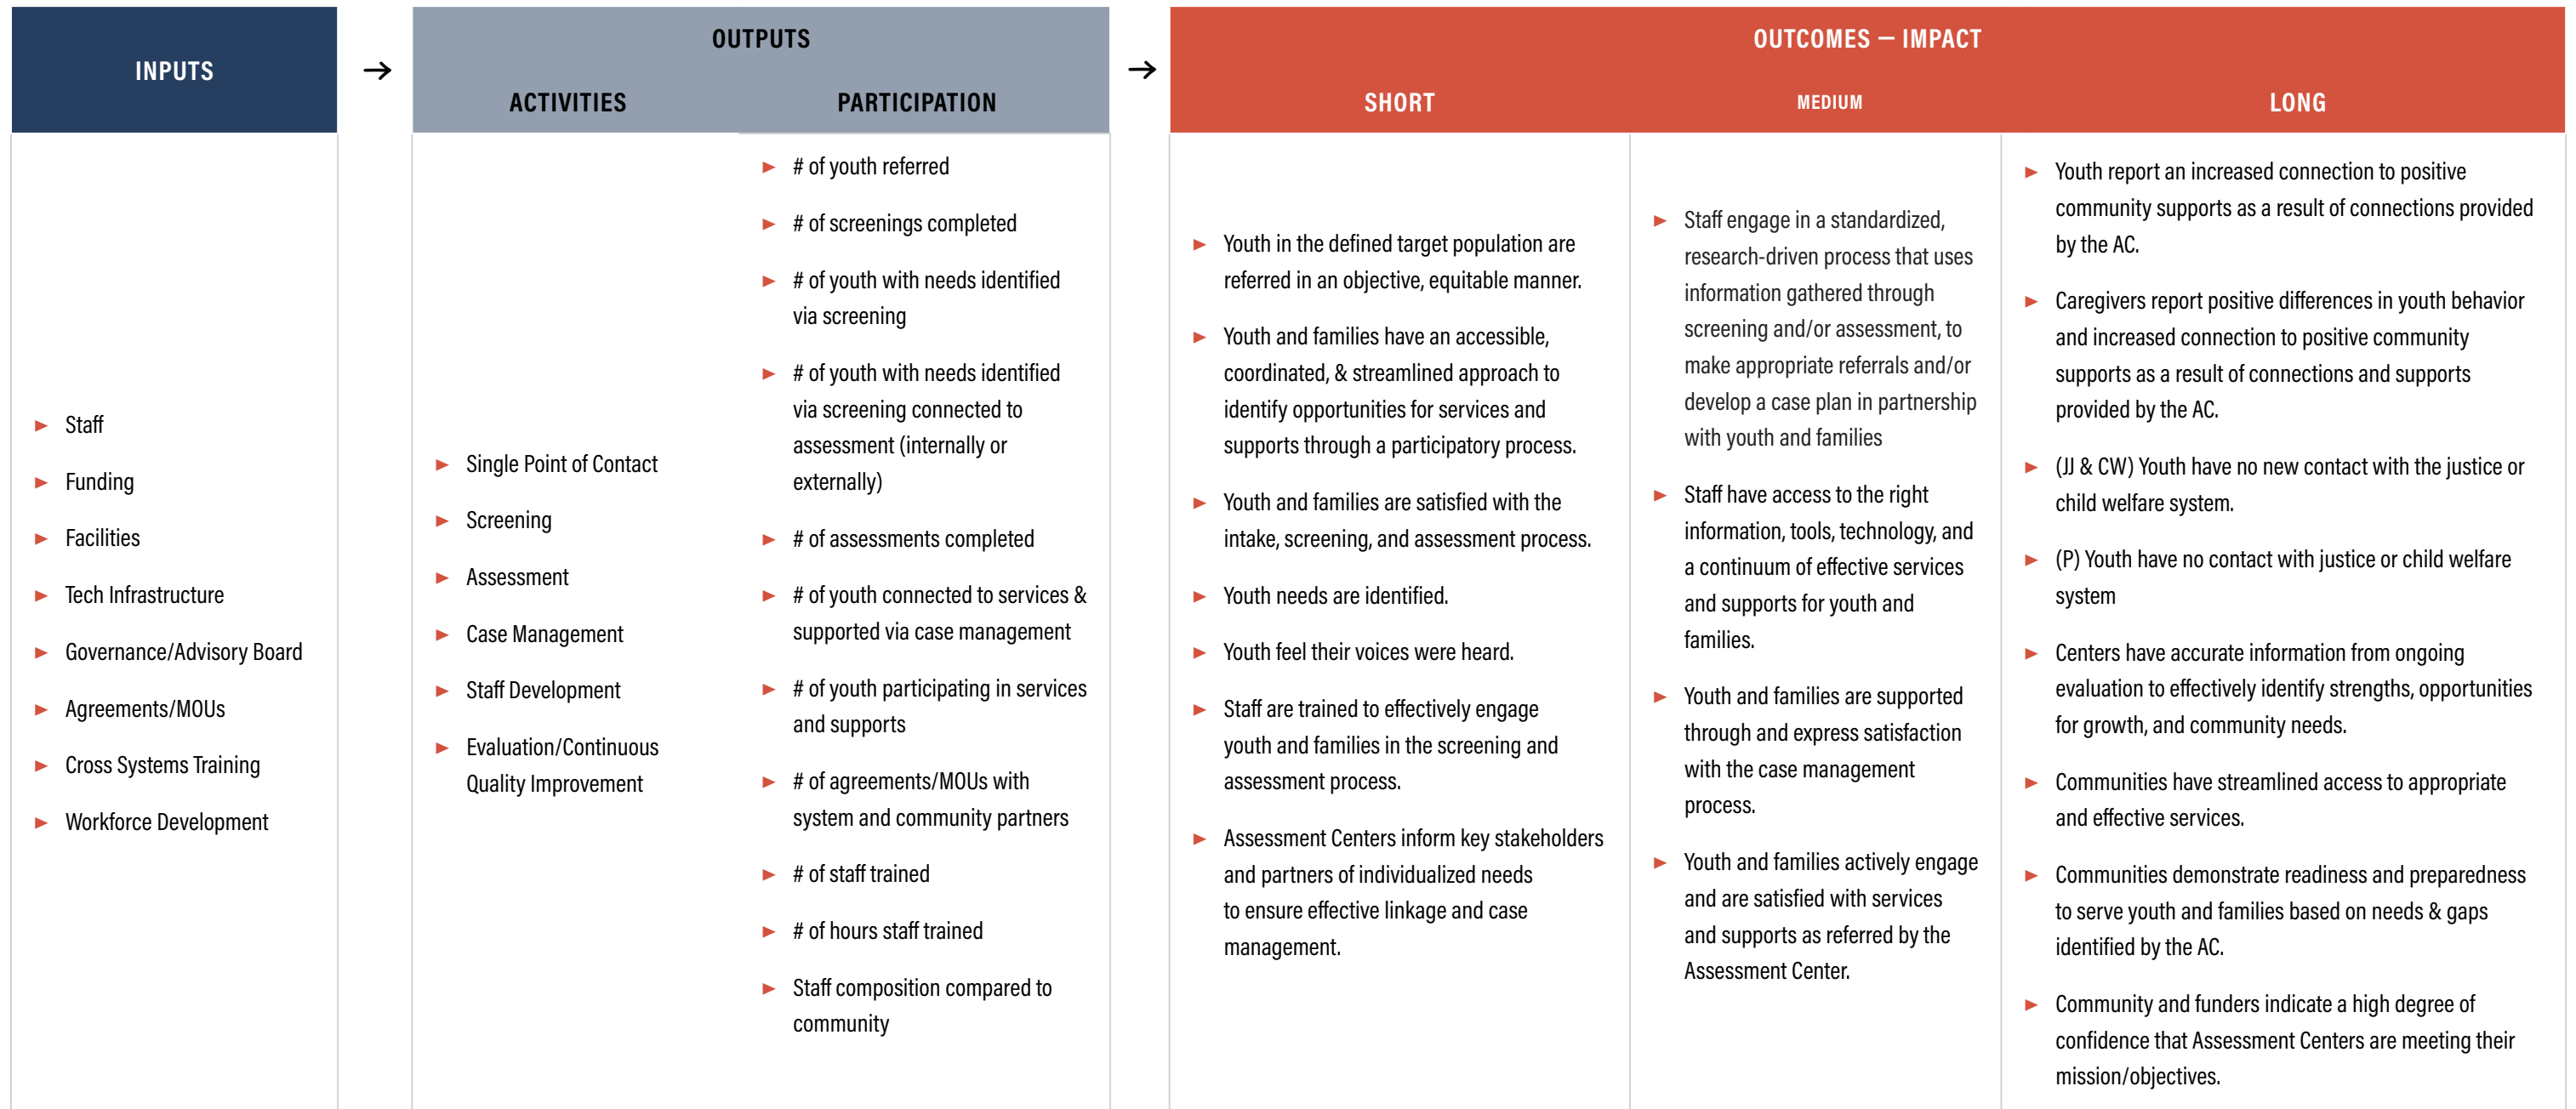 INPUTS
→
OUTPUTS
ACTIVITIES
PARTICIPATION
→
OUTCOMES — IMPACT
SHORT
MEDIUM
LONG
► Staff
► Funding
► Facilities
► Tech Infrastructure
► Governance/Advisory Board
► Agreements/MOUs
► Cross Systems Training
► Workforce Development
► Single Point of Contact
► Screening
► Assessment
► Case Management
► Staff Development
► Evaluation/Continuous
Quality Improvement
► # of youth referred
► # of screenings completed
► # of youth with needs identified
via screening
► # of youth with needs identified
via screening connected to
assessment (internally or
externally)
► # of assessments completed
► # of youth connected to services &
supported via case management
► # of youth participating in services
and supports
► # of agreements/MOUs with
system and community partners
► # of staff trained
► # of hours staff trained
► Staff composition compared to
community
► Youth in the defined target population are
referred in an objective, equitable manner.
► Youth and families have an accessible,
coordinated, & streamlined approach to
identify opportunities for services and
supports through a participatory process.
► Youth and families are satisfied with the
intake, screening, and assessment process.
► Youth needs are identified.
► Youth feel their voices were heard.
► Staff are trained to effectively engage
youth and families in the screening and
assessment process.
► Assessment Centers inform key stakeholders
and partners of individualized needs
to ensure effective linkage and case
management.
► Staff engage in a standardized,
research-driven process that uses
information gathered through
screening and/or assessment, to
make appropriate referrals and/or
develop a case plan in partnership
with youth and families
► Staff have access to the right
information, tools, technology, and
a continuum of effective services
and supports for youth and
families.
► Youth and families are supported
through and express satisfaction
with the case management
process.
► Youth and families actively engage
and are satisfied with services
and supports as referred by the
Assessment Center.
► Youth report an increased connection to positive
community supports as a result of connections provided
by the AC.
► Caregivers report positive differences in youth behavior
and increased connection to positive community
supports as a result of connections and supports
provided by the AC.
► (JJ & CW) Youth have no new contact with the justice or
child welfare system.
► (P) Youth have no contact with justice or child welfare
system
► Centers have accurate information from ongoing
evaluation to effectively identify strengths, opportunities
for growth, and community needs.
► Communities have streamlined access to appropriate
and effective services.
► Communities demonstrate readiness and preparedness
to serve youth and families based on needs & gaps
identified by the AC.
► Community and funders indicate a high degree of
confidence that Assessment Centers are meeting their
mission/objectives.